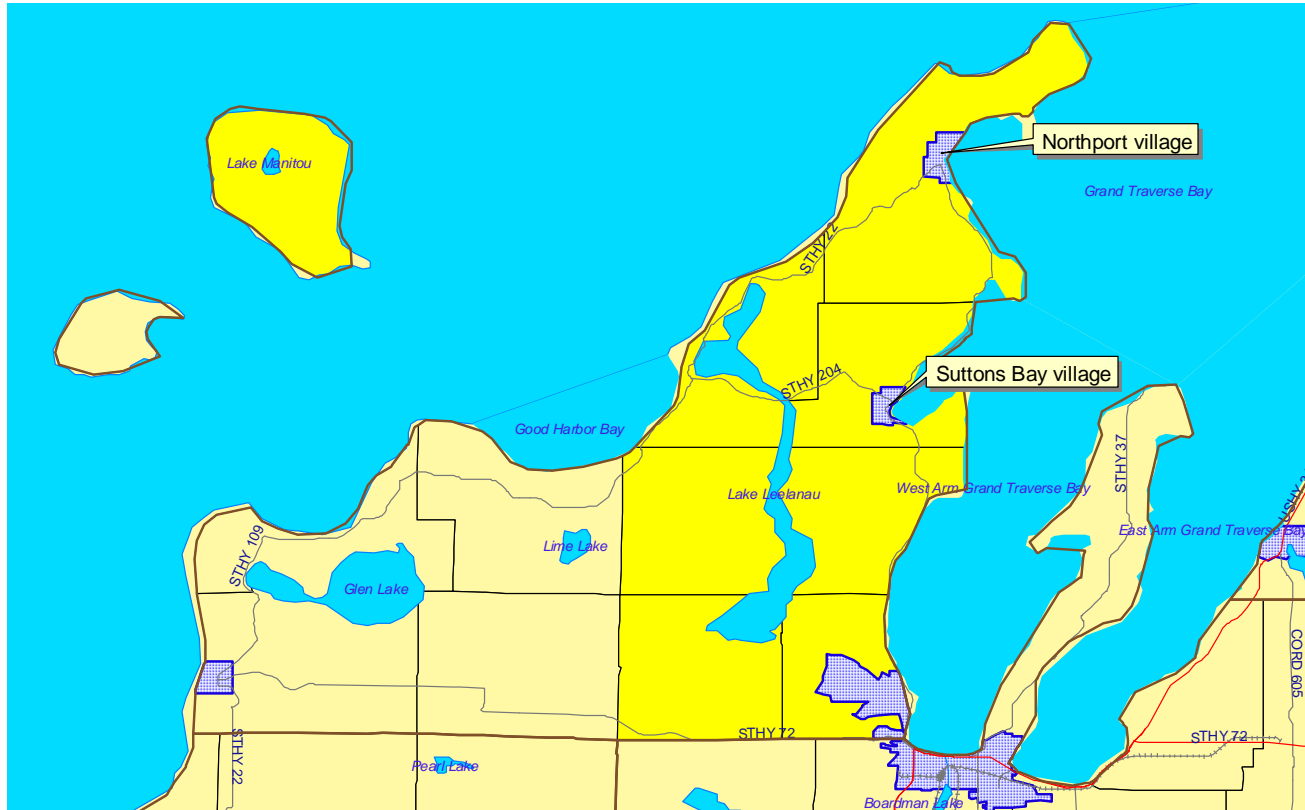 Northport village
Lake Manitou
Grand Traverse Bay
STHY 22
Suttons Bay village
STHY 204
Good Harbor Bay
STHY 37
Lake Leelanau
West Arm Grand Traverse Bay
East Arm Grand Traverse Bay
STHY 109
Lime Lake
Glen Lake
CORD 605
STHY 22
STHY 72
STHY 72
Pearl Lake
Boardman Lake